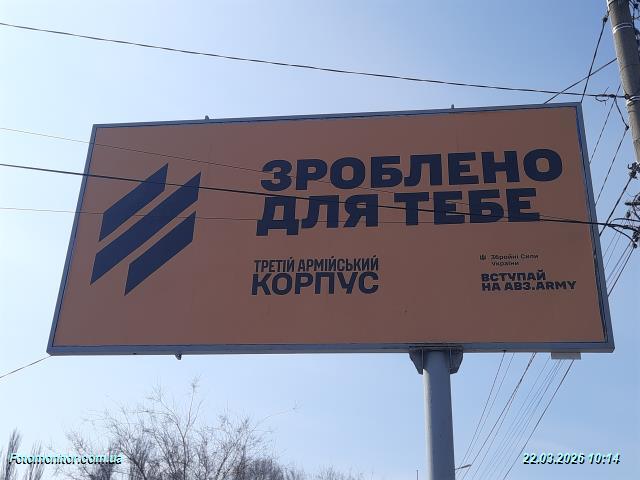 ЗРОБЛЕНО
ДЛЯ ТЕБЕ
ТРЕТІЙ АРМІЙСЬКИЙ
КОРПУС
Збройні Сили
України
ВСТУПАЙ
НА AB3.ARMY
Fotomonitor.com.ua
22.03.2026 10:14